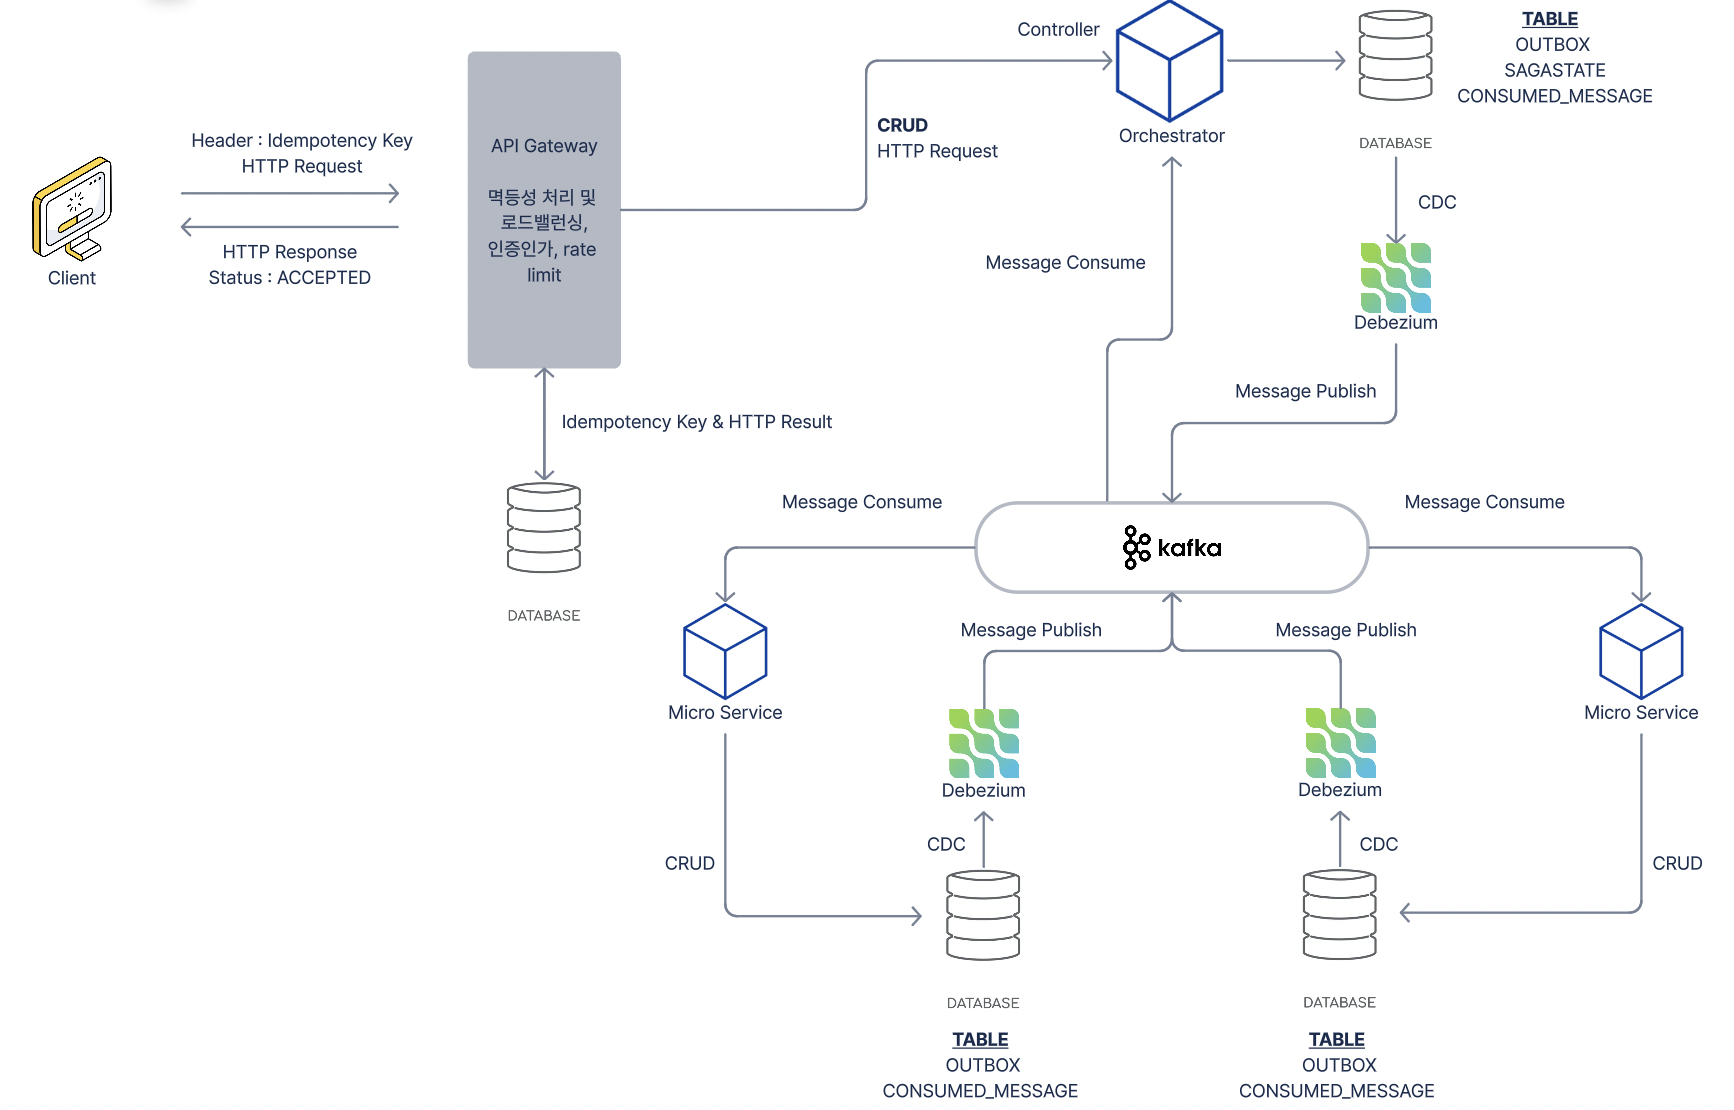 Controller
TABLE
OUTBOX
SAGASTATE
CONSUMED_MESSAGE
Orchestrator
DATABASE
Header : Idempotency Key
HTTP Request
HTTP Response
Status : ACCEPTED
Client
API Gateway
멱등성 처리 및
로드밸런싱,
인증인가, rate
limit
CRUD
HTTP Request
CDC
Debezium
Message Consume
Message Publish
Idempotency Key & HTTP Result
DATABASE
Message Consume
kafka
Message Consume
Micro Service
Message Publish
Message Publish
Micro Service
Debezium
Debezium
CRUD
CDC
CDC
CRUD
DATABASE
TABLE
OUTBOX
CONSUMED_MESSAGE
DATABASE
TABLE
OUTBOX
CONSUMED_MESSAGE